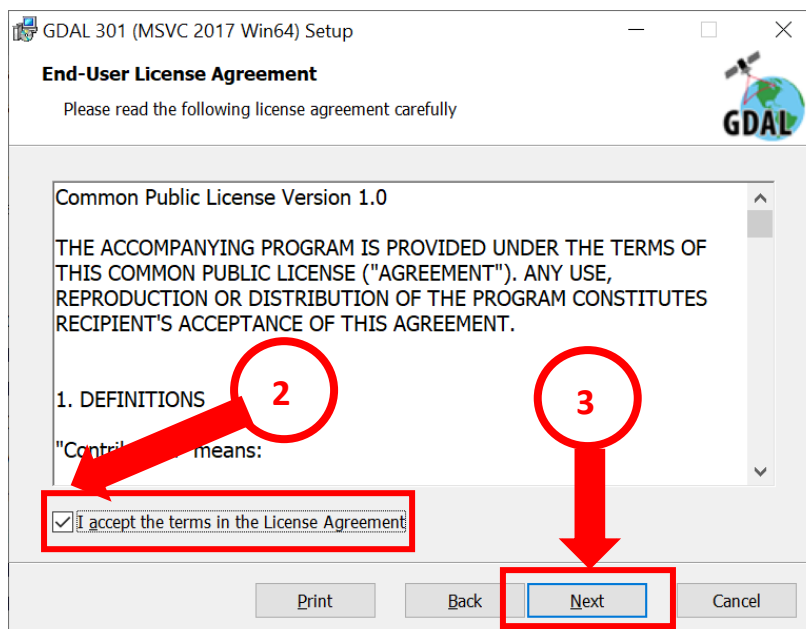 GDAL 301 (MSVC 2017 Win64) Setup
End-User License Agreement
Please read the following license agreement carefully
GDAL
Common Public License Version 1.0
THE ACCOMPANYING PROGRAM IS PROVIDED UNDER THE TERMS OF
THIS COMMON PUBLIC LICENSE ("AGREEMENT"). ANY USE,
REPRODUCTION OR DISTRIBUTION OF THE PROGRAM CONSTITUTES
RECIPIENT'S ACCEPTANCE OF THIS AGREEMENT.
1. DEFINITIONS
2
3
means:
I accept the terms in the License Agreement
Print
Back
Next
Cancel